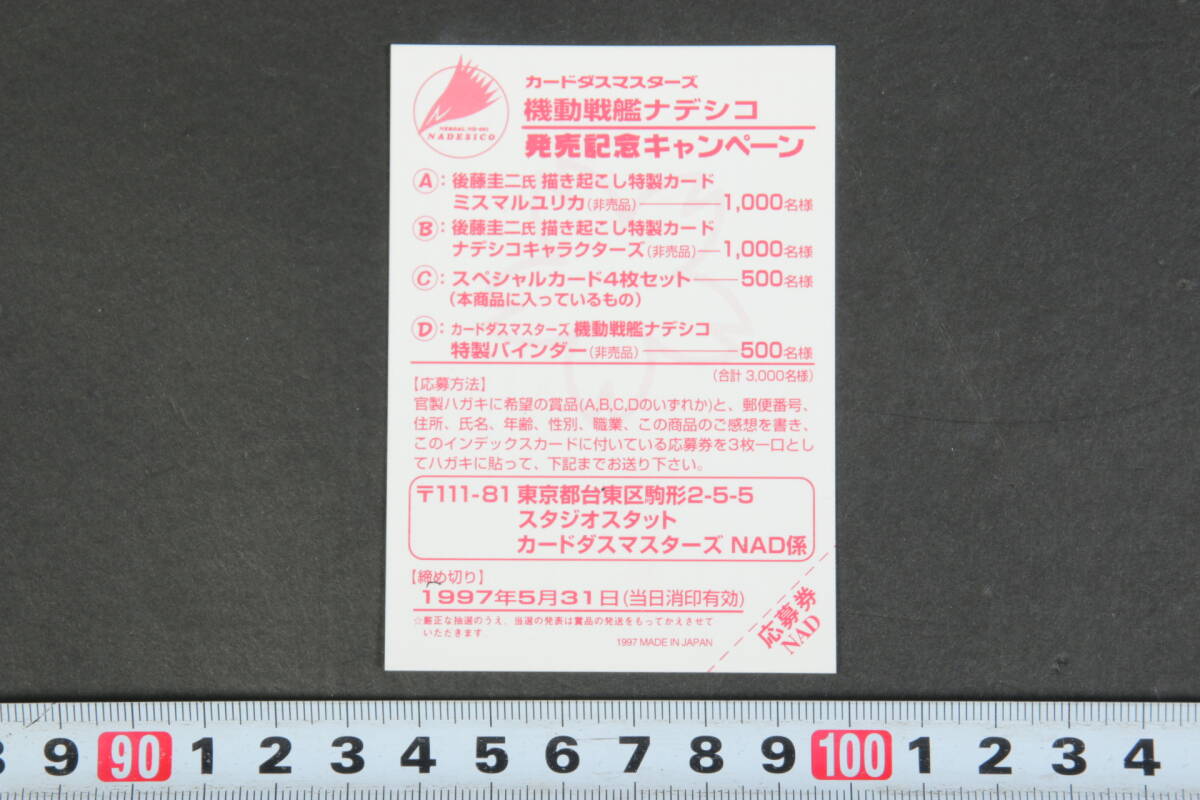 カードダスマスターズ
機動戦艦ナデシコ
発売記念キャンペーン
NADESICO
A：後藤圭二氏 描き起こし特製カード
ミスマルユリカ（非売品）――1,000名様
B：後藤圭二氏 描き起こし特製カード
ナデシコキャラクターズ（非売品）―1,000名様
C：スペシャルカード4枚セット――500名様
（本商品に入っているもの）
D：カードダスマスターズ 機動戦艦ナデシコ
特製バインダー（非売品）――500名様
（合計 3,000名様）
【応募方法】
官製ハガキに希望の賞品(A,B,C,Dのいずれか)と、郵便番号、
住所、氏名、年齢、性別、職業、この商品のご感想を書き、
このインデックスカードに付いている応募券を3枚一口とし
てハガキに貼って、下記までお送り下さい。
〒111-81 東京都台東区駒形2-5-5
スタジオスタット
カードダスマスターズ NAD係
【締め切り】
1997年5月31日(当日消印有効)
☆厳正な抽選のうえ、当選の発表は賞品の発送をもってかえさせて
いただきます。
1997 MADE IN JAPAN
応募券
NAD
8 9 90 1 2 3 4 5 6 7 8 9 100 1 2 3 4